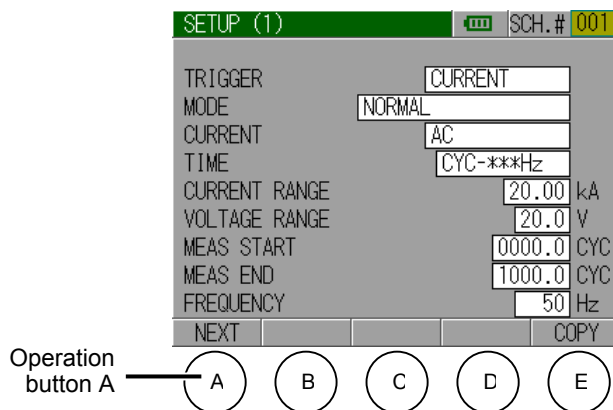 SETUP (1) SCH.# 001
TRIGGER CURRENT
MODE NORMAL
CURRENT AC
TIME CYC-***Hz
CURRENT RANGE 20.00 kA
VOLTAGE RANGE 20.0 V
MEAS START 0000.0 CYC
MEAS END 1000.0 CYC
FREQUENCY 50 Hz
NEXT COPY
Operation
button A
A B C D E